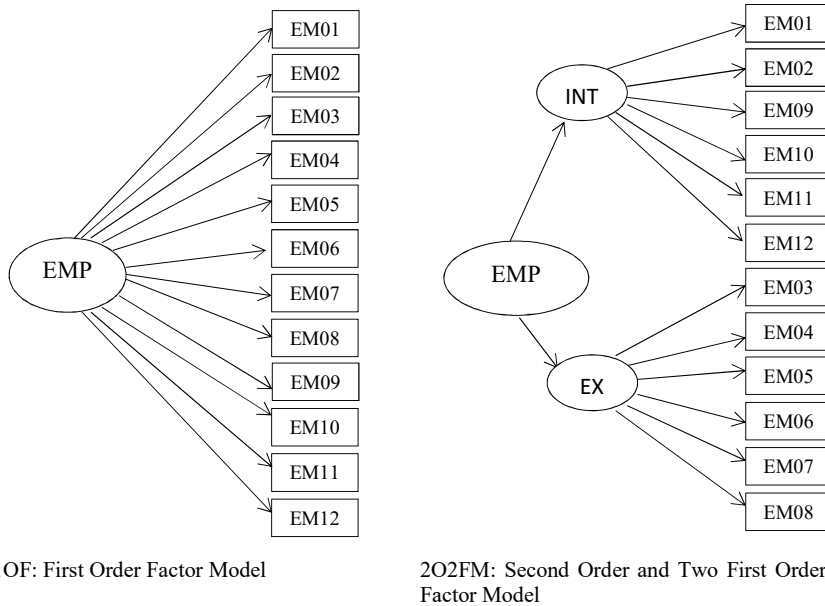 EM01
EM02
EM03
EM04
EM05
EM06
EM07
EM08
EM09
EM10
EM11
EM12
EMP
OF: First Order Factor Model
EM01
EM02
EM09
EM10
EM11
EM12
EM03
EM04
EM05
EM06
EM07
EM08
INT
EMP
EX
2O2FM: Second Order and Two First Order
Factor Model